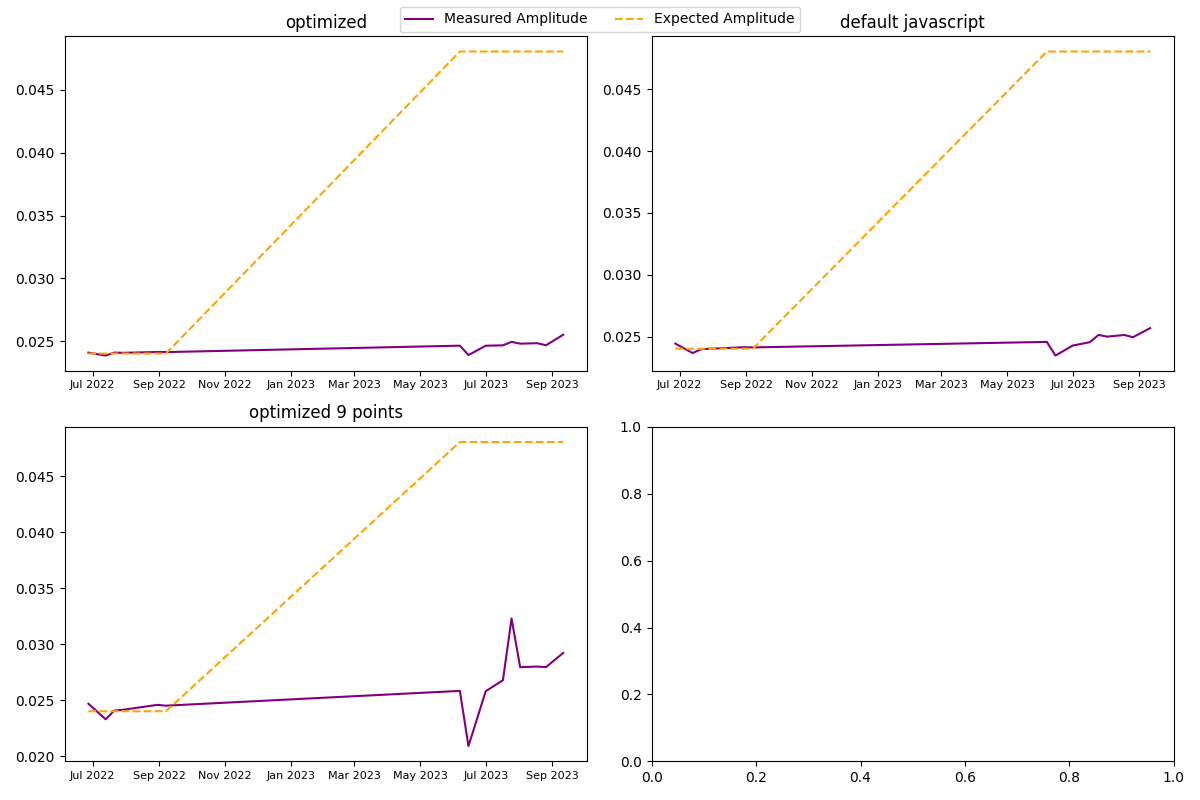 Measured Amplitude Expected Amplitude
optimized
0.045
0.040
0.035
0.030
0.025
Jul 2022 Sep 2022 Nov 2022 Jan 2023 Mar 2023 May 2023 Jul 2023 Sep 2023
default javascript
0.045
0.040
0.035
0.030
0.025
Jul 2022 Sep 2022 Nov 2022 Jan 2023 Mar 2023 May 2023 Jul 2023 Sep 2023
optimized 9 points
0.045
0.040
0.035
0.030
0.025
0.020
Jul 2022 Sep 2022 Nov 2022 Jan 2023 Mar 2023 May 2023 Jul 2023 Sep 2023
1.0
0.8
0.6
0.4
0.2
0.0
0.0 0.2 0.4 0.6 0.8 1.0